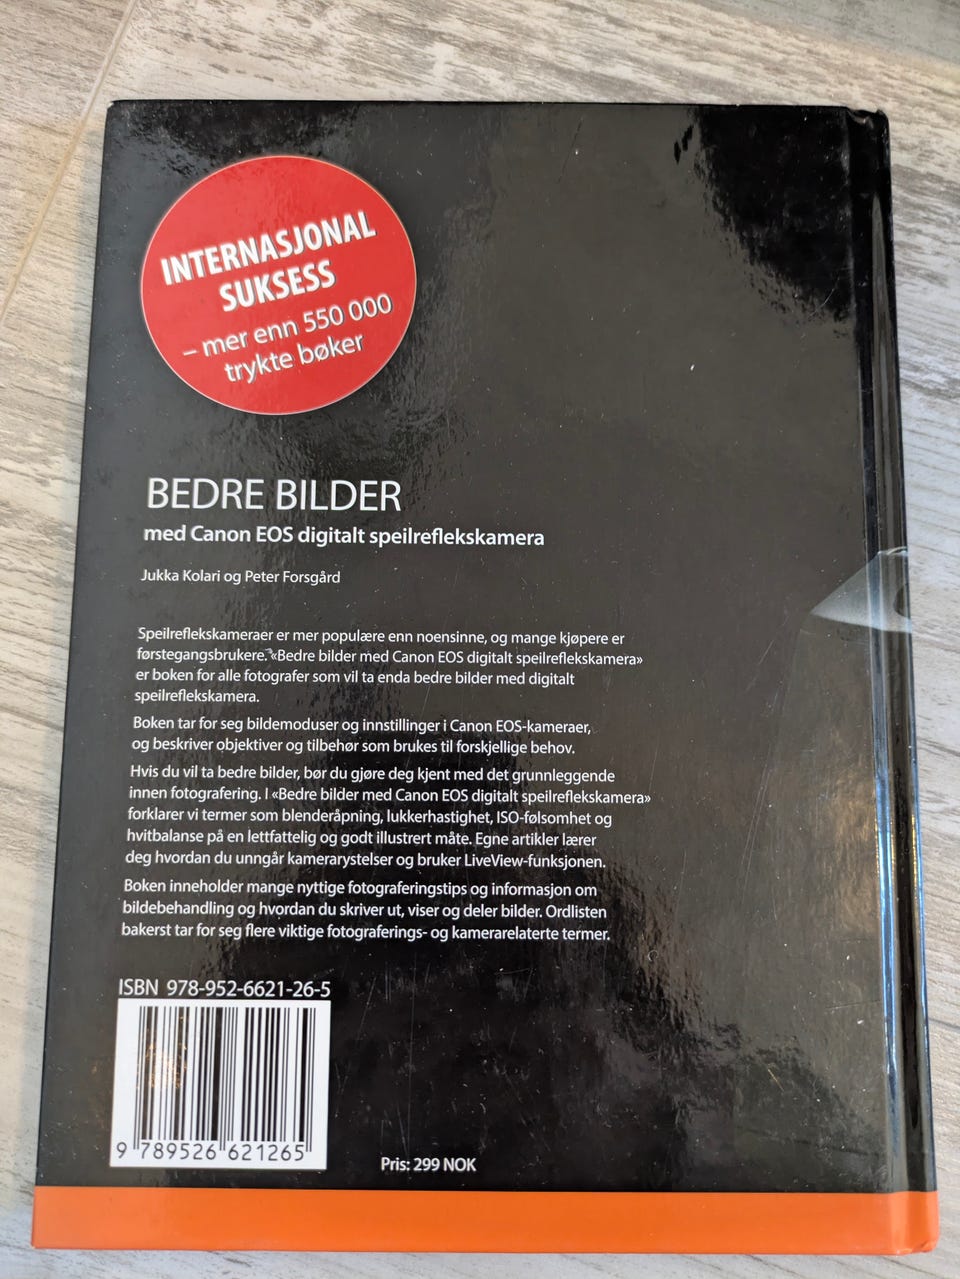 INTERNASJONAL
SUKSESS
– mer enn 550 000
trykte bøker
BEDRE BILDER
med Canon EOS digitalt speilreflekskamera
Jukka Kolari og Peter Forsgård
Speilreflekskameraer er mer populære enn noensinne, og mange kjøpere er
førstegangsbrukere. «Bedre bilder med Canon EOS digitalt speilreflekskamera»
er boken for alle fotografer som vil ta enda bedre bilder med digitalt
speilreflekskamera.
Boken tar for seg bildemoduser og innstillinger i Canon EOS-kameraer,
og beskriver objektiver og tilbehør som brukes til forskjellige behov.
Hvis du vil ta bedre bilder, bør du gjøre deg kjent med det grunnleggende
innen fotografering. I «Bedre bilder med Canon EOS digitalt speilreflekskamera»
forklarer vi termer som blenderåpning, lukkerhastighet, ISO-følsomhet og
hvitbalanse på en lettfattelig og godt illustrert måte. Egne artikler lærer
deg hvordan du unngår kamerarystelser og bruker LiveView-funksjonen.
Boken inneholder mange nyttige fotograferingstips og informasjon om
bildebehandling og hvordan du skriver ut, viser og deler bilder. Ordlisten
bakerst tar for seg flere viktige fotograferings- og kamerarelaterte termer.
ISBN 978-952-6621-26-5
9 789526 621265
Pris: 299 NOK